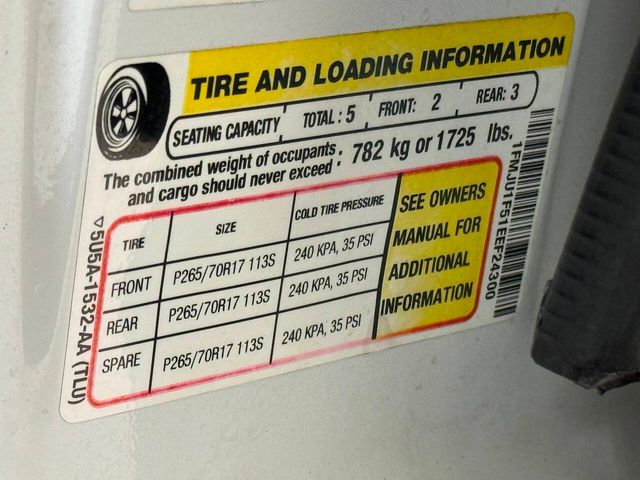 TIRE AND LOADING INFORMATION
SEATING CAPACITY TOTAL : 5 FRONT: 2 REAR: 3
The combined weight of occupants and cargo should never exceed : 782 kg or 1725 lbs.
TIRE SIZE COLD TIRE PRESSURE
FRONT P265/70R17 113S 240 KPA, 35 PSI
REAR P265/70R17 113S 240 KPA, 35 PSI
SPARE P265/70R17 113S 240 KPA, 35 PSI
SEE OWNERS
MANUAL FOR
ADDITIONAL
INFORMATION
1FMJU1F51EEF24300
5U5A-1532-AA (TLU)